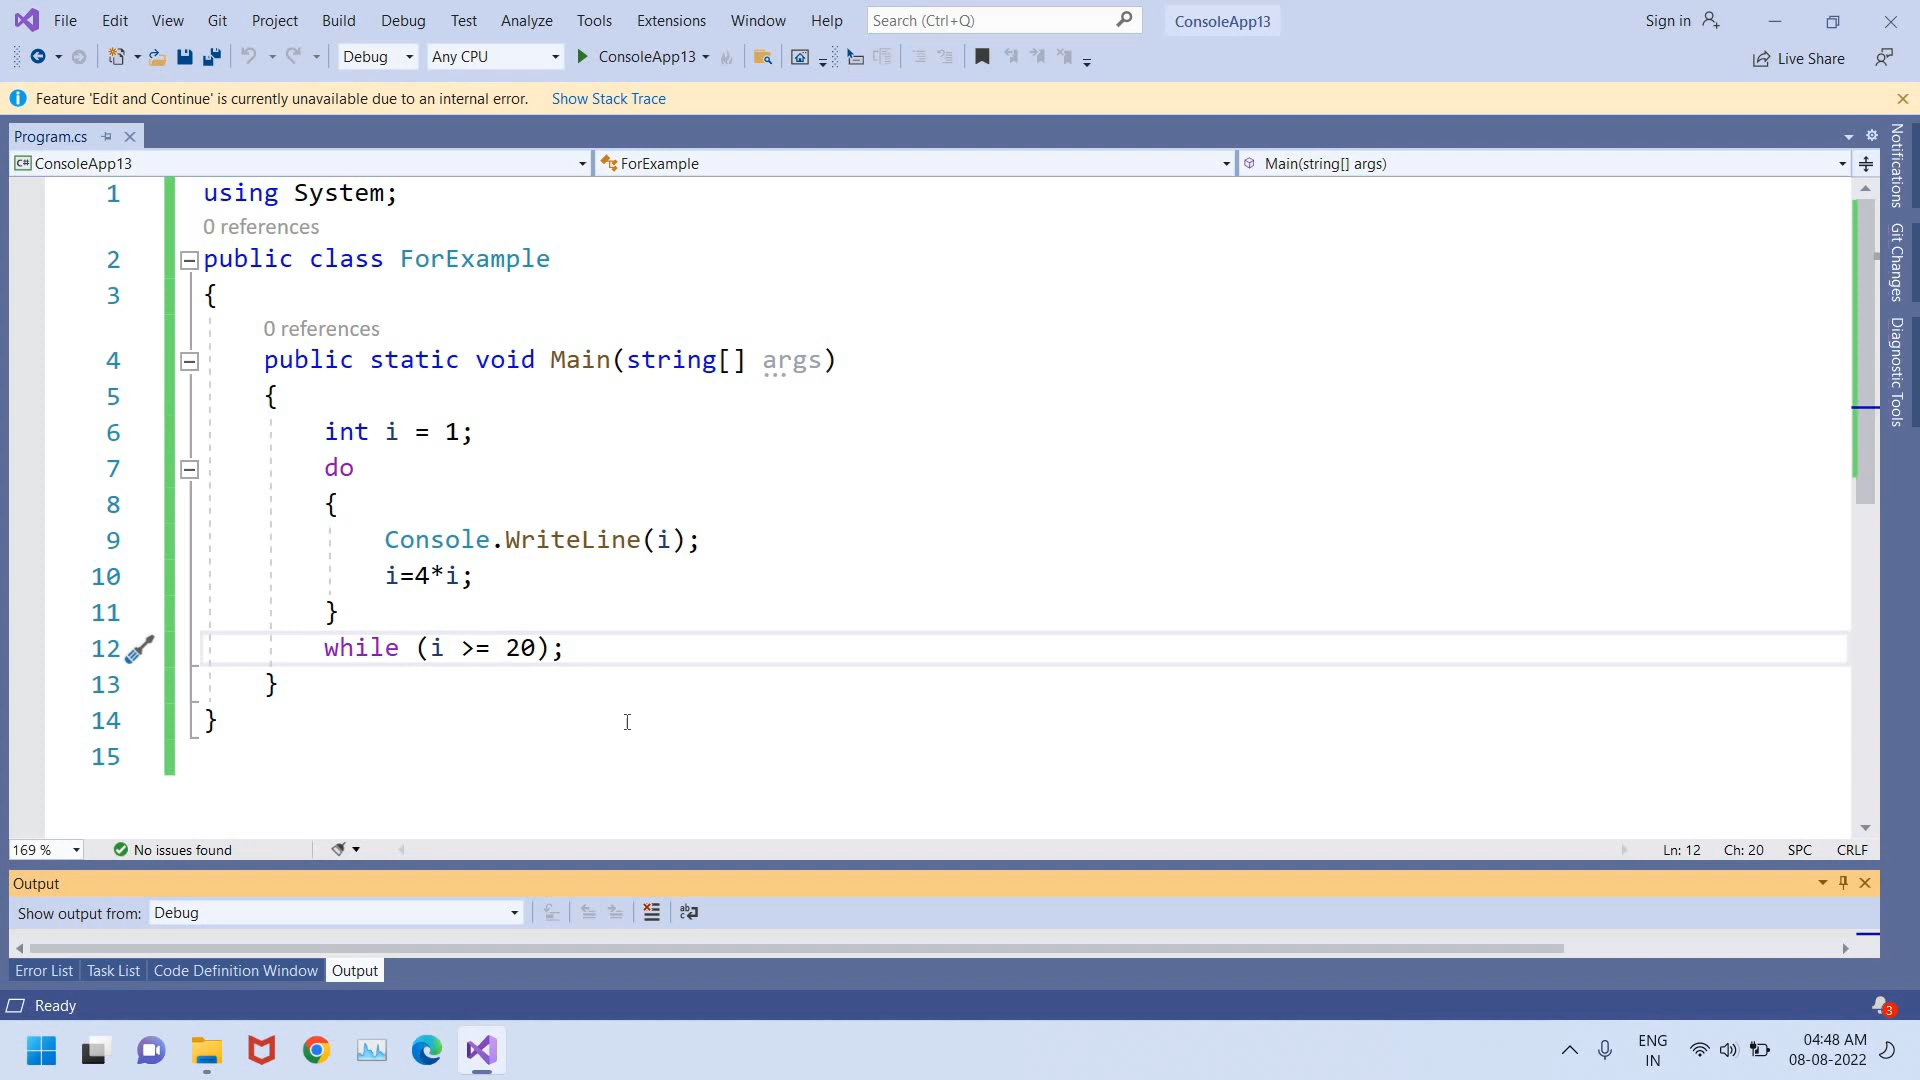 File Edit View Git Project Build Debug Test Analyze Tools Extensions Window Help Search (Ctrl+Q) ConsoleApp13 Sign in
Debug Any CPU ConsoleApp13 Live Share
Feature 'Edit and Continue' is currently unavailable due to an internal error. Show Stack Trace
Program.cs
C# ConsoleApp13 ForExample Main(string[] args)
1 using System;
0 references
2 public class ForExample
3 {
0 references
4 public static void Main(string[] args)
5 {
6 int i = 1;
7 do
8 {
9 Console.WriteLine(i);
10 i=4*i;
11 }
12 while (i >= 20);
13 }
14 }
15
Notifications
Git Changes
Diagnostic Tools
169 % No issues found Ln: 12 Ch: 20 SPC CRLF
Output
Show output from: Debug
Error List Task List Code Definition Window Output
Ready 3
ENG 04:48 AM
IN 08-08-2022